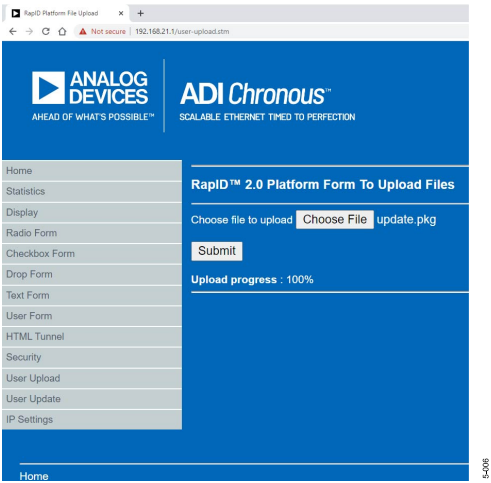 RapID Platform File Upload
Not secure | 192.168.21.1/user-upload.stm
ANALOG
DEVICES
AHEAD OF WHAT'S POSSIBLE™
ADI Chronous™
SCALABLE ETHERNET TIMED TO PERFECTION
Home
Statistics
Display
Radio Form
Checkbox Form
Drop Form
Text Form
User Form
HTML Tunnel
Security
User Upload
User Update
IP Settings
RapID™ 2.0 Platform Form To Upload Files
Choose file to upload Choose File update.pkg
Submit
Upload progress : 100%
Home
5-006